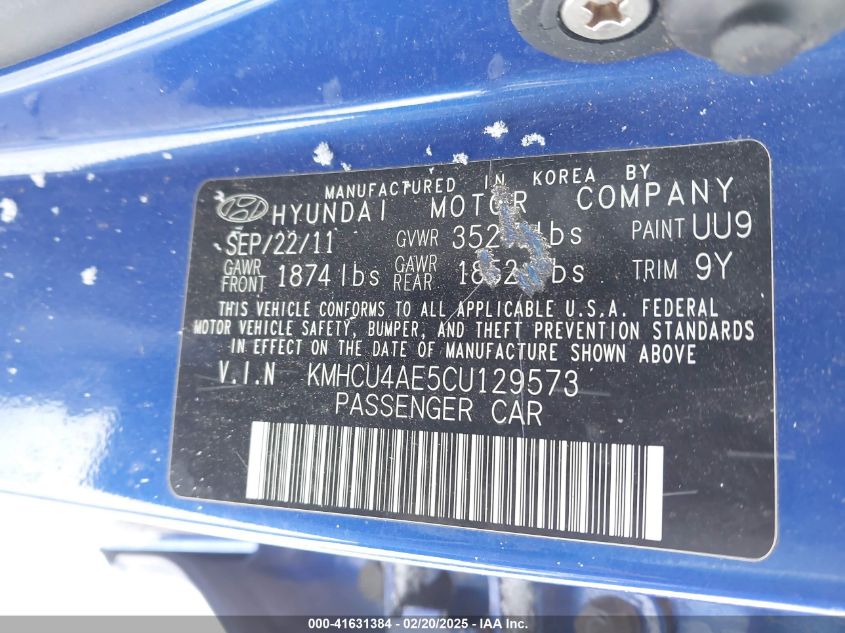 MANUFACTURED IN KOREA BY
HYUNDAI MOTOR COMPANY
SEP/22/11 GVWR lbs PAINT UU9
GAWR FRONT 1874 lbs GAWR REAR TRIM 9Y
THIS VEHICLE CONFORMS TO ALL APPLICABLE U.S.A. FEDERAL
MOTOR VEHICLE SAFETY, BUMPER, AND THEFT PREVENTION STANDARDS
IN EFFECT ON THE DATE OF MANUFACTURE SHOWN ABOVE
V.I.N KMHCU4AE5CU129573
PASSENGER CAR
000-41631384 - 02/20/2025 - IAA Inc.